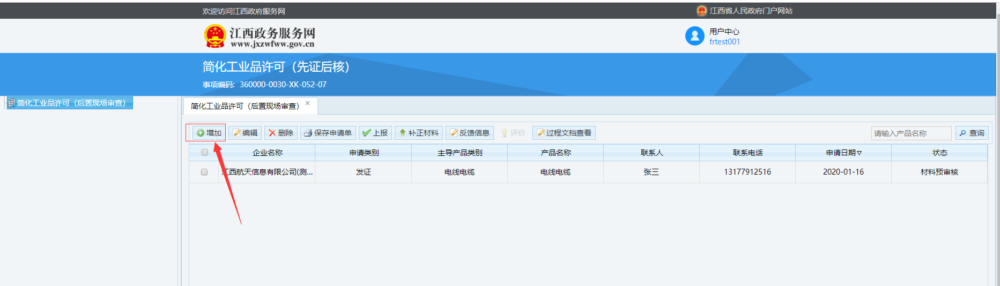 欢迎访问江西政府服务网
江西省人民政府门户网站
江西政务服务网
www.jxzwfww.gov.cn
用户中心
frtest001
简化工业品许可（先证后核）
事项编码：360000-0030-XK-052-07
简化工业品许可（后置现场审查）
简化工业品许可（后置现场审查） ×
增加 编辑 删除 保存申请单 上报 补正材料 反馈信息 评价 过程文档查看 请输入产品名称 查询
企业名称 申请类别 主导产品类别 产品名称 联系人 联系电话 申请日期▽ 状态
江西航天信息有限公司(测... 发证 电线电缆 电线电缆 张三 13177912516 2020-01-16 材料预审核